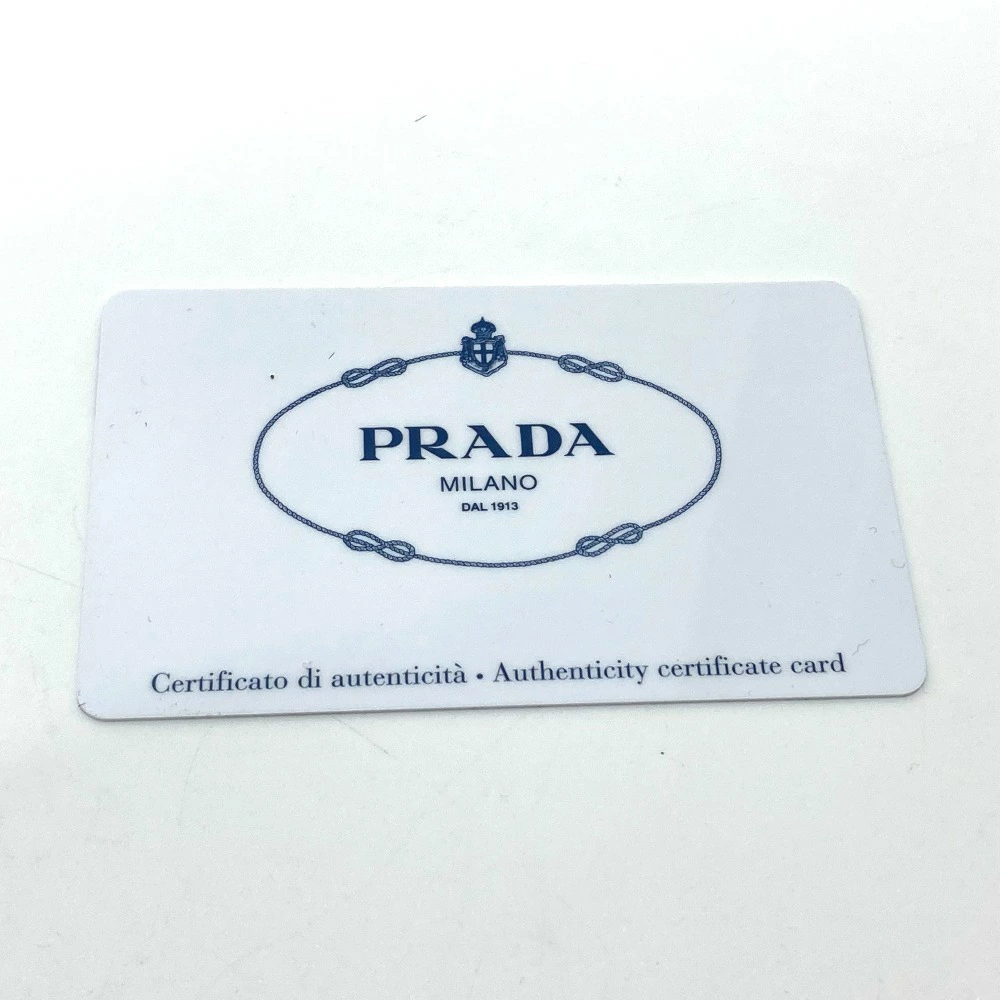 PRADA
MILANO
DAL 1913
Certificato di autenticità • Authenticity certificate card